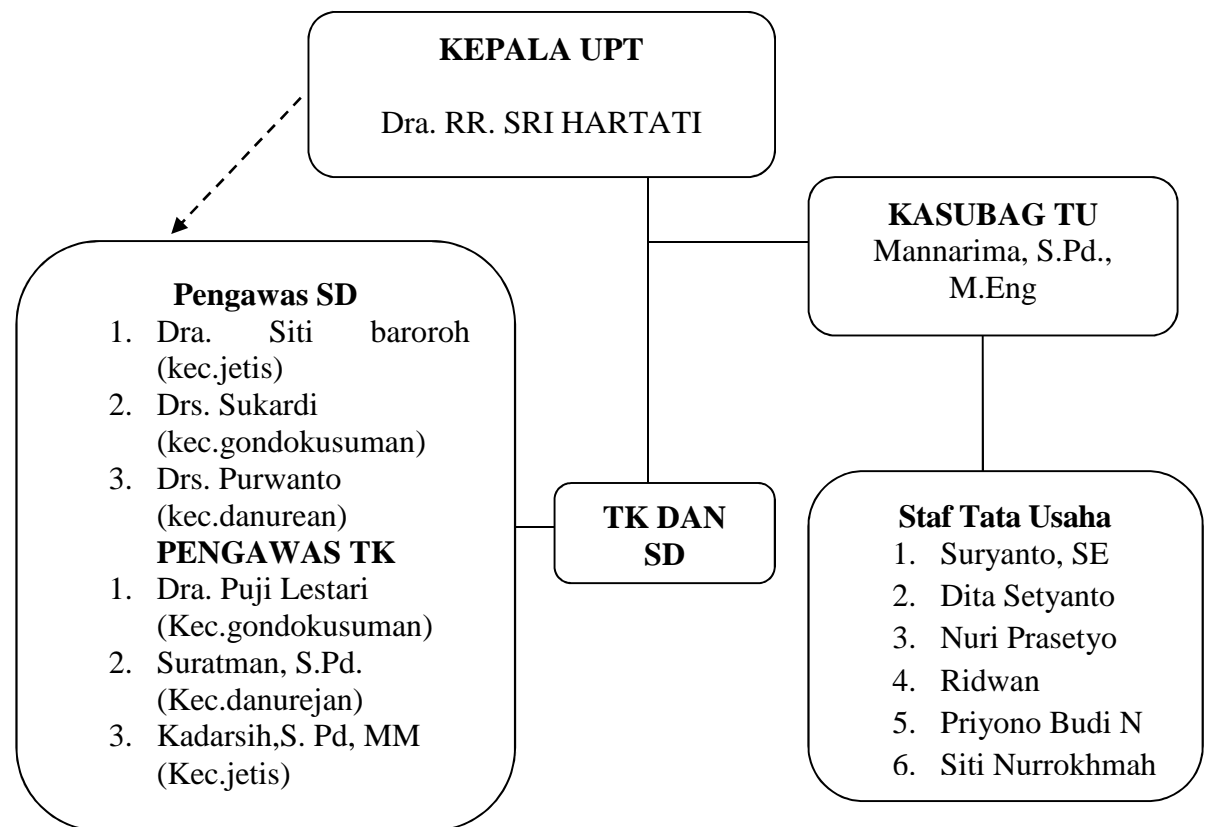 KEPALA UPT
Dra. RR. SRI HARTATI
KASUBAG TU
Mannarima, S.Pd.,
M.Eng
Pengawas SD
1. Dra. Siti baroroh
(kec.jetis)
2. Drs. Sukardi
(kec.gondokusuman)
3. Drs. Purwanto
(kec.danurean)
PENGAWAS TK
1. Dra. Puji Lestari
(Kec.gondokusuman)
2. Suratman, S.Pd.
(Kec.danurejan)
3. Kadarsih,S. Pd, MM
(Kec.jetis)
TK DAN
SD
Staf Tata Usaha
1. Suryanto, SE
2. Dita Setyanto
3. Nuri Prasetyo
4. Ridwan
5. Priyono Budi N
6. Siti Nurrokhmah